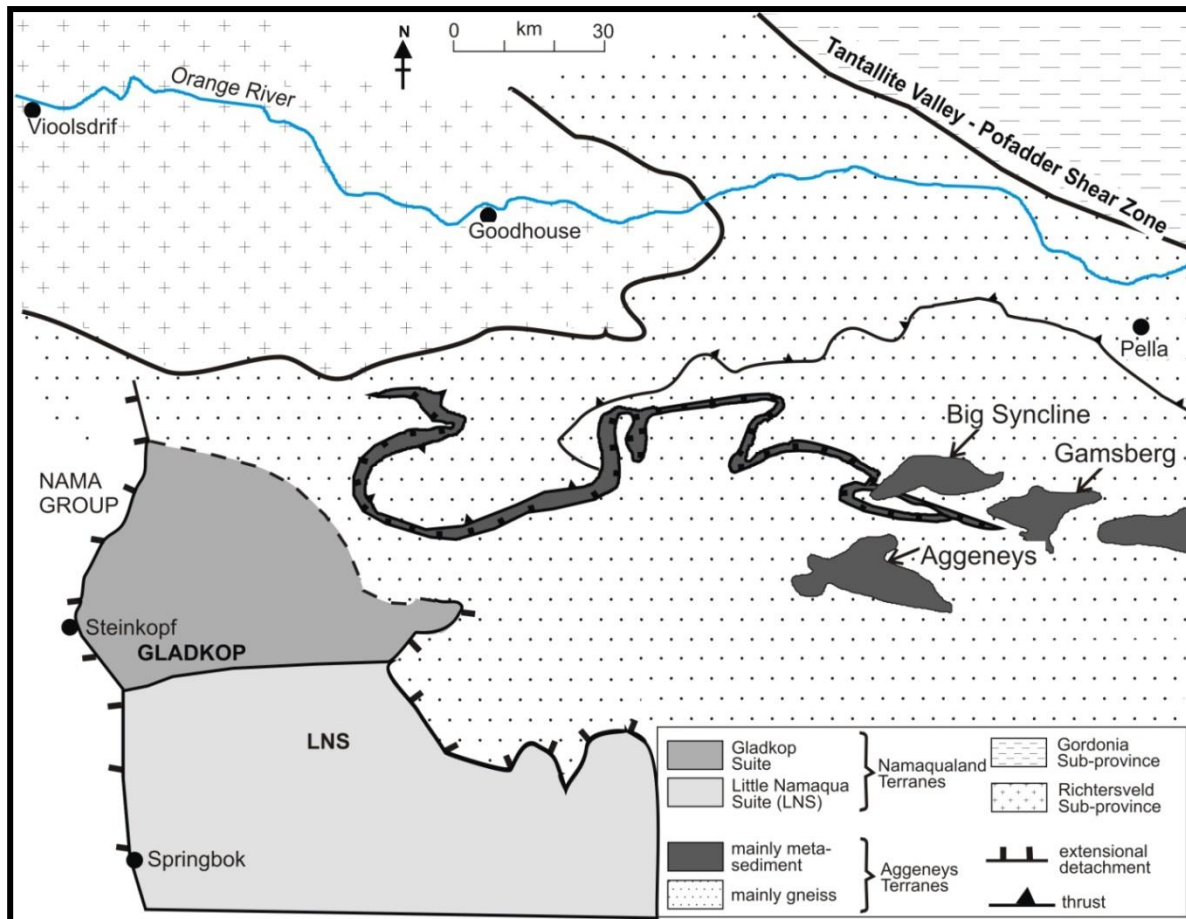 N
0 km 30
Orange River
Vioolsdrif
Goodhouse
Tantallite Valley - Pofadder Shear Zone
Pella
Big Syncline
Gamsberg
Aggeneys
NAMA
GROUP
Steinkopf
GLADKOP
LNS
Springbok
Gladkop
Suite
Little Namaqua
Suite (LNS)
Namaqualand
Terranes
mainly meta-
sediment
mainly gneiss
Aggeneys
Terranes
Gordonia
Sub-province
Richtersveld
Sub-province
extensional
detachment
thrust